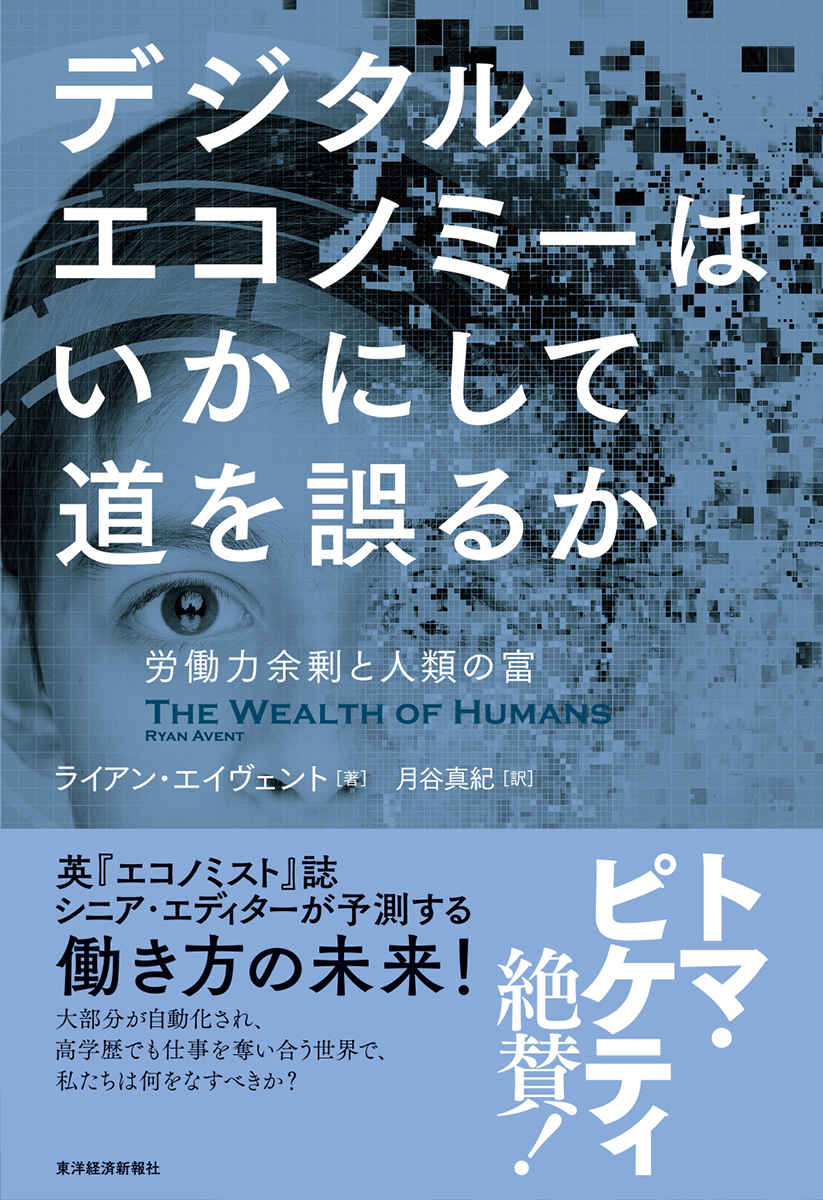 デジタル
エコノミーは
いかにして
道を誤るか
労働力余剰と人類の富
THE WEALTH OF HUMANS
RYAN AVENT
ライアン・エイヴェント［著］ 月谷真紀［訳］
英『エコノミスト』誌
シニア・エディターが予測する
働き方の未来！
大部分が自動化され、
高学歴でも仕事を奪い合う世界で、
私たちは何をなすべきか？
トマ・
ピケティ
絶賛！
東洋経済新報社